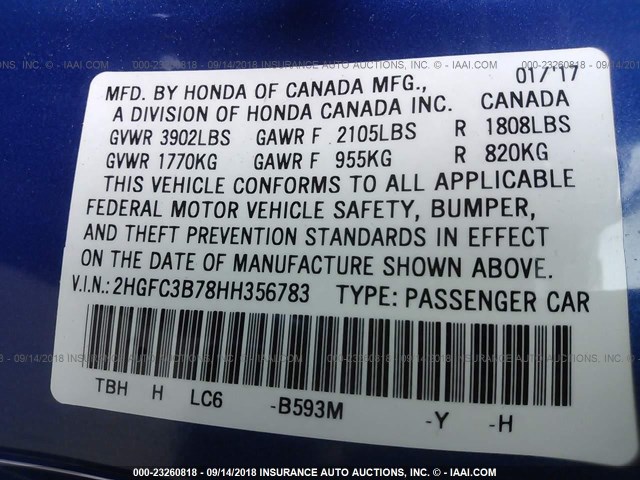 000-23260818 - 09/14/2018 INSURANCE AUTO AUCTIONS, INC. - IAAI.COM
MFD. BY HONDA OF CANADA MFG., 01/'17
A DIVISION OF HONDA CANADA INC. CANADA
GVWR 3902LBS GAWR F 2105LBS R 1808LBS
GVWR 1770KG GAWR F 955KG R 820KG
THIS VEHICLE CONFORMS TO ALL APPLICABLE
FEDERAL MOTOR VEHICLE SAFETY, BUMPER,
AND THEFT PREVENTION STANDARDS IN EFFECT
ON THE DATE OF MANUFACTURE SHOWN ABOVE.
V.I.N.: 2HGFC3B78HH356783 TYPE: PASSENGER CAR
TBH H LC6 -B593M -Y -H
000-23260818 - 09/14/2018 INSURANCE AUTO AUCTIONS, INC. - IAAI.COM